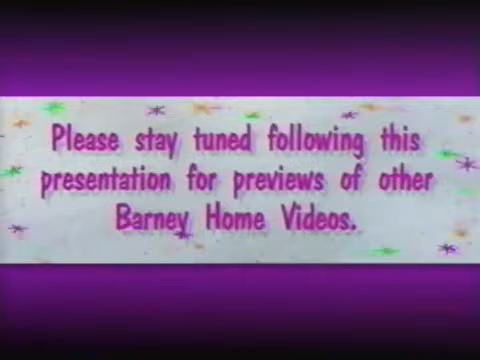 Please stay tuned following this
presentation for previews of other
Barney Home Videos.